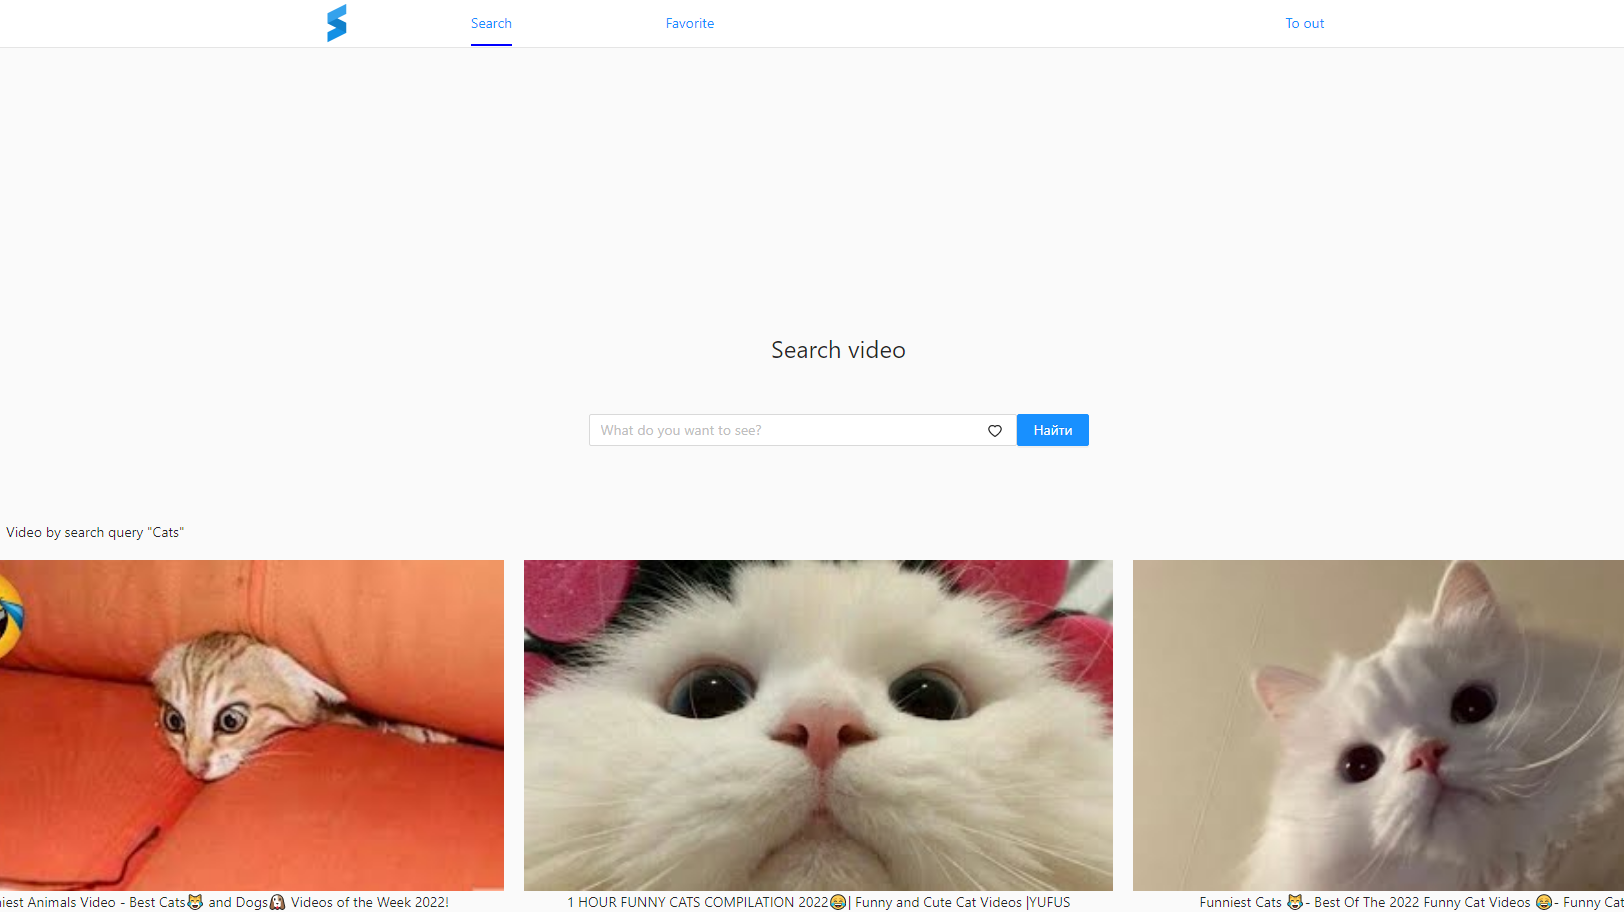 Search
Favorite
To out
Search video
What do you want to see?
Найти
Video by search query "Cats"
Animals Video - Best Cats😹 and Dogs🐶 Videos of the Week 2022!
1 HOUR FUNNY CATS COMPILATION 2022😂| Funny and Cute Cat Videos |YUFUS
Funniest Cats 😹- Best Of The 2022 Funny Cat Videos 😂- Funny